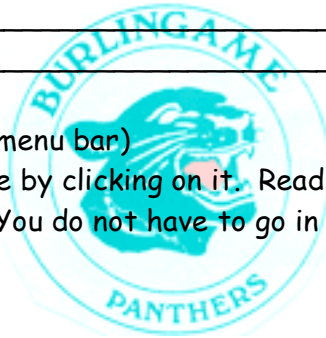 BURLINGAME
menu bar)
e by clicking on it. Read
You do not have to go in
PANTHERS